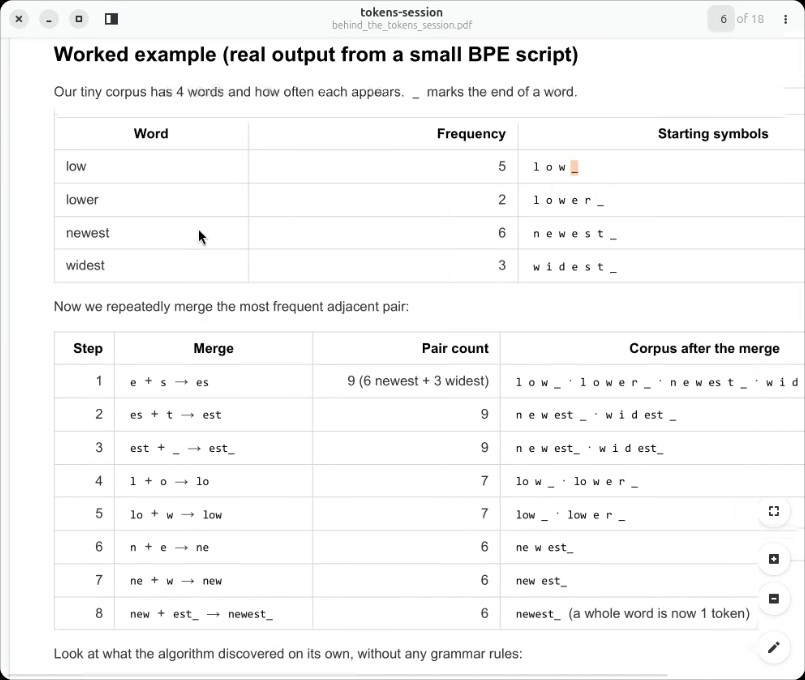 tokens-session
behind_the_tokens_session.pdf
6 of 18
Worked example (real output from a small BPE script)
Our tiny corpus has 4 words and how often each appears. _ marks the end of a word.
Word Frequency Starting symbols
low 5 l o w _
lower 2 l o w e r _
newest 6 n e w e s t _
widest 3 w i d e s t _
Now we repeatedly merge the most frequent adjacent pair:
Step Merge Pair count Corpus after the merge
1 e + s → es 9 (6 newest + 3 widest) l o w _ · l o w e r _ · n e w es t _ · w i d
2 es + t → est 9 n e w est _ · w i d est _
3 est + _ → est_ 9 n e w est_ · w i d est_
4 l + o → lo 7 lo w _ · lo w e r _
5 lo + w → low 7 low _ · low e r _
6 n + e → ne 6 ne w est_
7 ne + w → new 6 new est_
8 new + est_ → newest_ 6 newest_ (a whole word is now 1 token)
Look at what the algorithm discovered on its own, without any grammar rules: